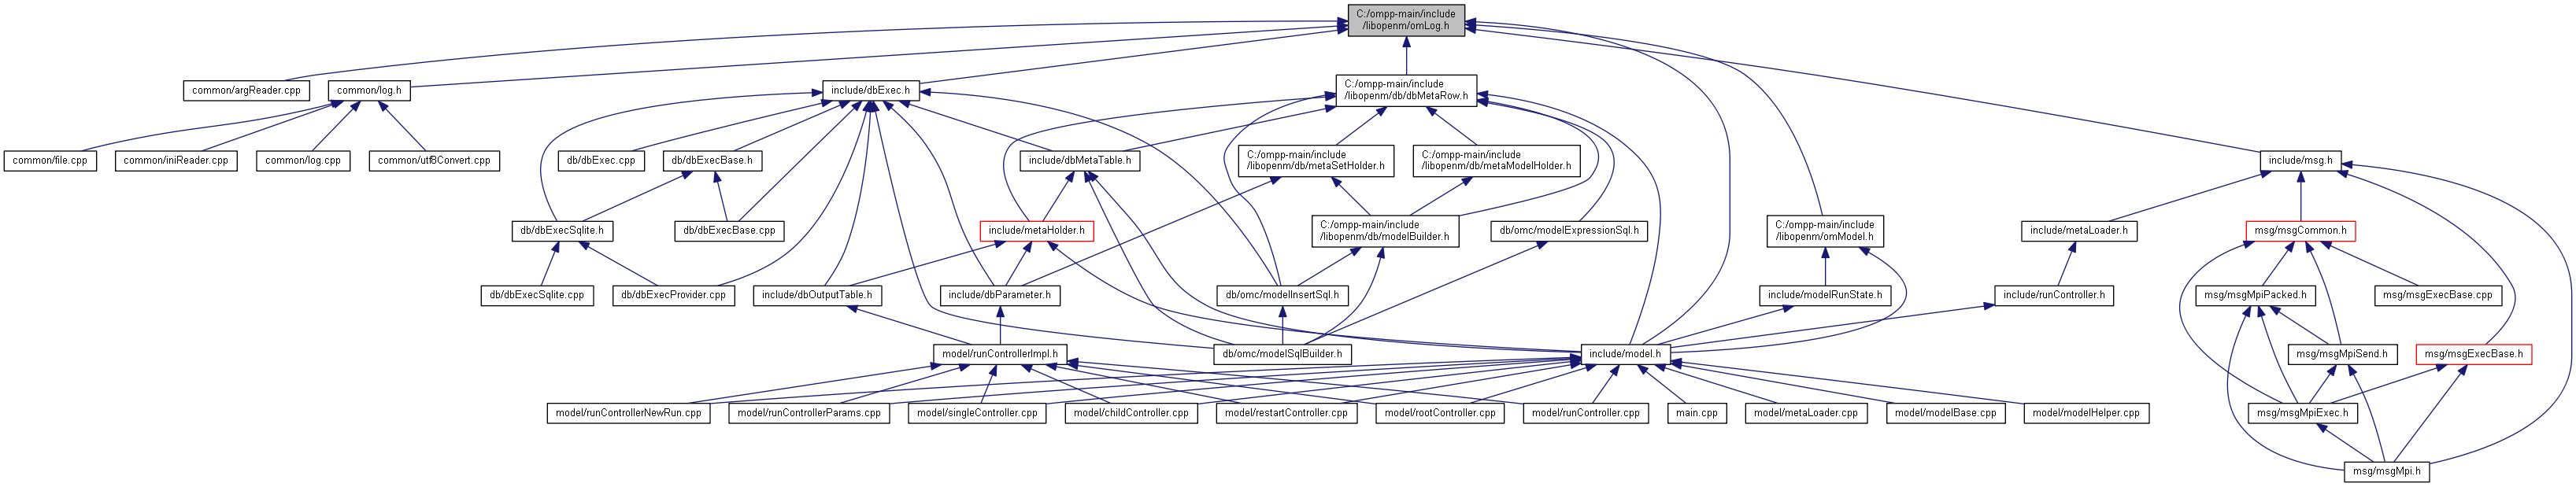 C:/ompp-main/include
/libopenm/omLog.h
common/argReader.cpp
common/log.h
include/dbExec.h
C:/ompp-main/include
/libopenm/db/dbMetaRow.h
common/file.cpp
common/iniReader.cpp
common/log.cpp
common/utf8Convert.cpp
db/dbExec.cpp
db/dbExecBase.h
include/dbMetaTable.h
C:/ompp-main/include
/libopenm/db/metaSetHolder.h
C:/ompp-main/include
/libopenm/db/metaModelHolder.h
include/msg.h
db/dbExecSqlite.h
db/dbExecBase.cpp
include/metaHolder.h
C:/ompp-main/include
/libopenm/db/modelBuilder.h
db/omc/modelExpressionSql.h
C:/ompp-main/include
/libopenm/omModel.h
include/metaLoader.h
msg/msgCommon.h
db/dbExecSqlite.cpp
db/dbExecProvider.cpp
include/dbOutputTable.h
include/dbParameter.h
db/omc/modelInsertSql.h
include/modelRunState.h
include/runController.h
msg/msgMpiPacked.h
msg/msgExecBase.cpp
model/runControllerImpl.h
db/omc/modelSqlBuilder.h
include/model.h
msg/msgMpiSend.h
msg/msgExecBase.h
model/runControllerNewRun.cpp
model/runControllerParams.cpp
model/singleController.cpp
model/childController.cpp
model/restartController.cpp
model/rootController.cpp
model/runController.cpp
main.cpp
model/metaLoader.cpp
model/modelBase.cpp
model/modelHelper.cpp
msg/msgMpiExec.h
msg/msgMpi.h